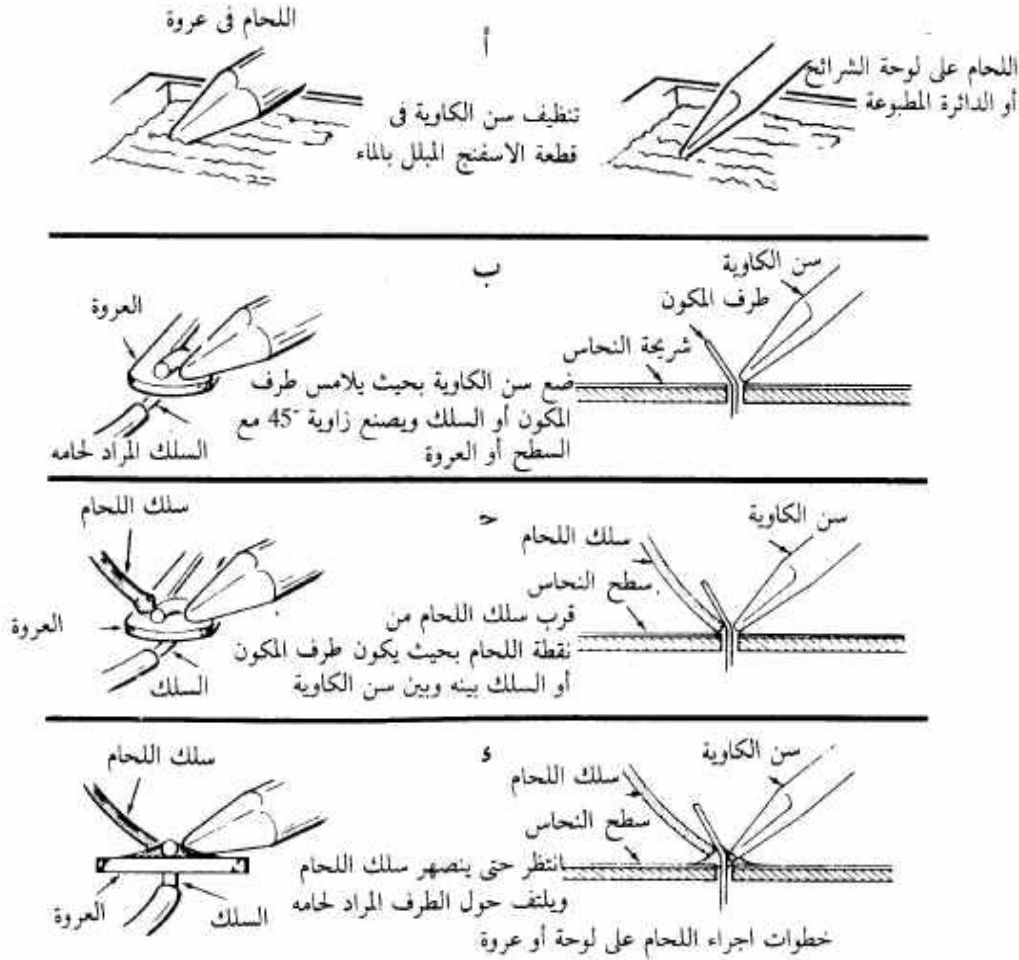 اللحام فى عروة
أ
اللحام على لوحة الشرائح
أو الدائرة المطبوعة
تنظيف سن الكاوية فى
قطعة الاسفنج المبلل بالماء
ب
سن الكاوية
طرف المكون
شريحة النحاس
العروة
ضع سن الكاوية بحيث يلامس طرف
المكون أو السلك ويصنع زاوية 45° مع
السطح أو العروة
السلك المراد لحامه
حـ
سن الكاوية
سلك اللحام
سطح النحاس
سلك اللحام
العروة
السلك
قرب سلك اللحام من
نقطة اللحام بحيث يكون طرف المكون
أو السلك بينه وبين سن الكاوية
د
سن الكاوية
سلك اللحام
سطح النحاس
سلك اللحام
العروة
السلك
انتظر حتى ينصهر سلك اللحام
ويلتف حول الطرف المراد لحامه
خطوات اجراء اللحام على لوحة أو عروة